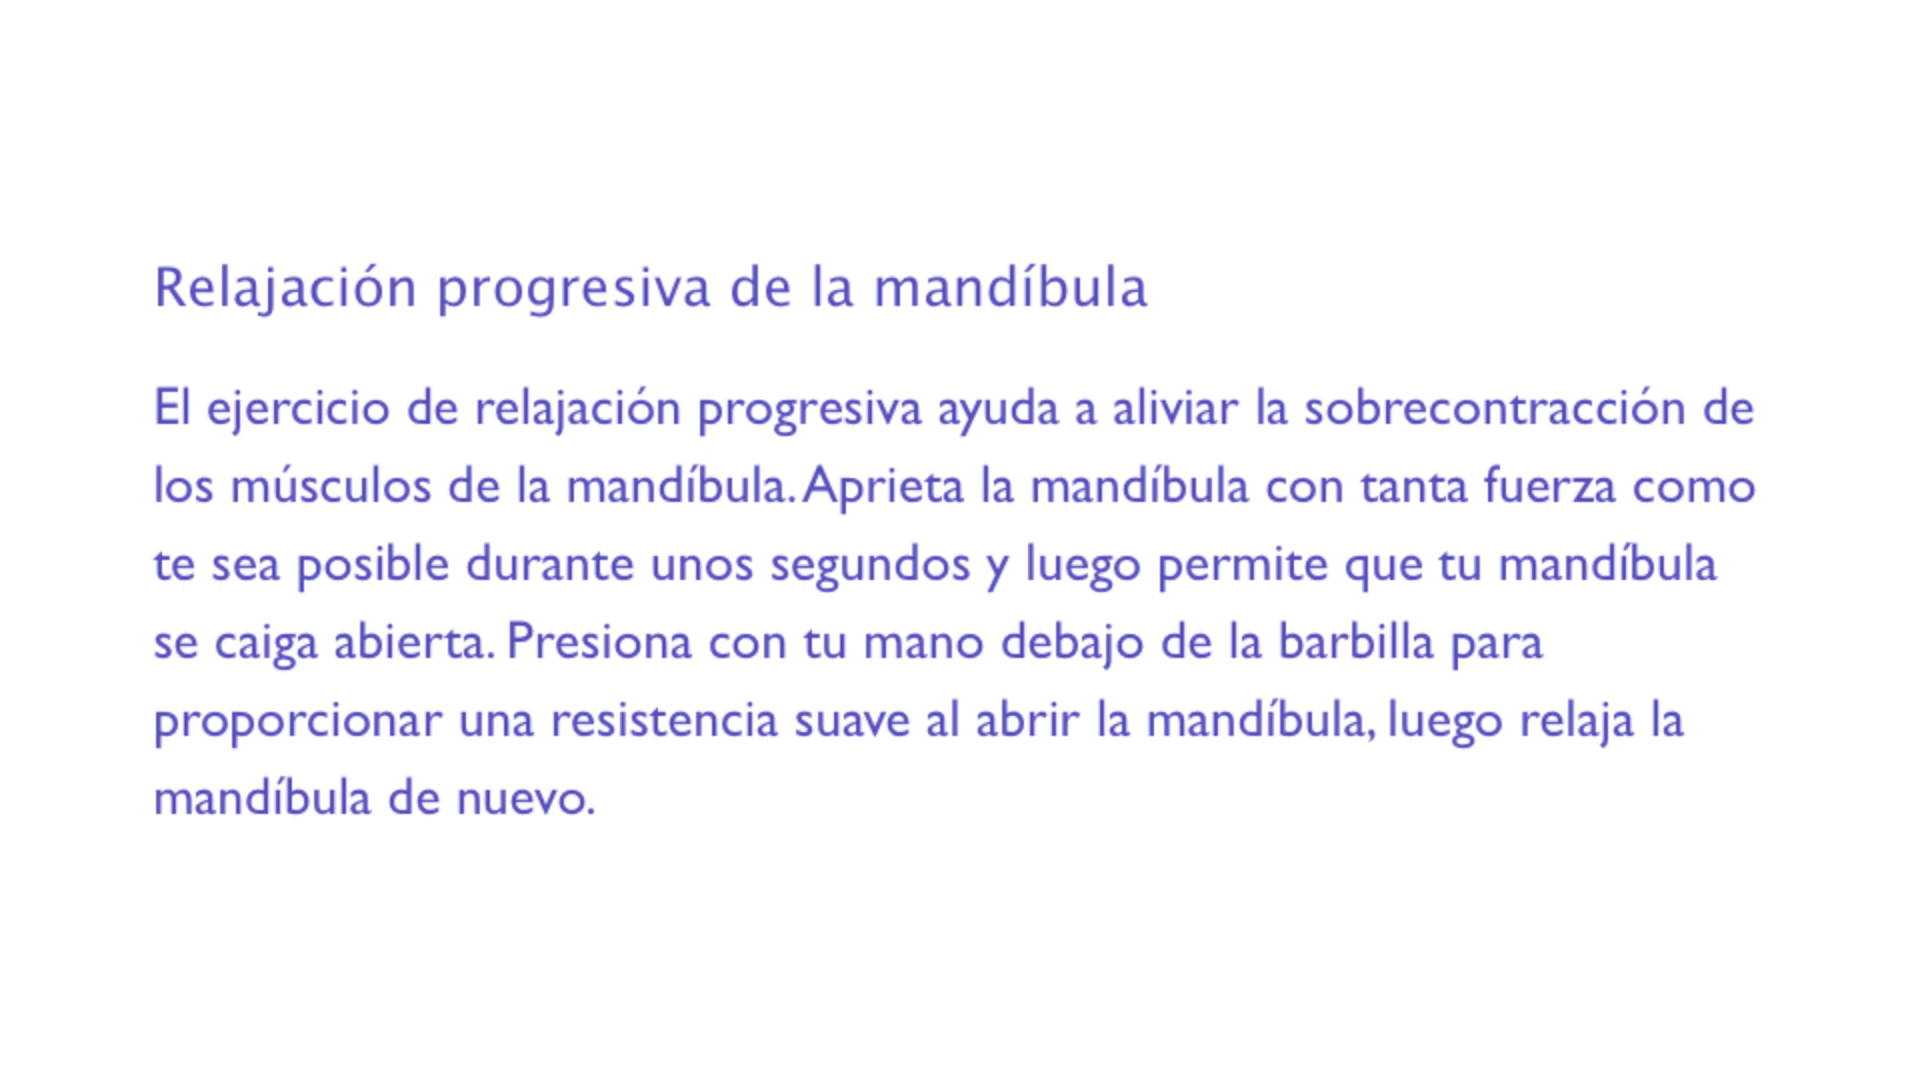 Relajación progresiva de la mandíbula
El ejercicio de relajación progresiva ayuda a aliviar la sobrecontracción de
los músculos de la mandíbula. Aprieta la mandíbula con tanta fuerza como
te sea posible durante unos segundos y luego permite que tu mandíbula
se caiga abierta. Presiona con tu mano debajo de la barbilla para
proporcionar una resistencia suave al abrir la mandíbula, luego relaja la
mandíbula de nuevo.